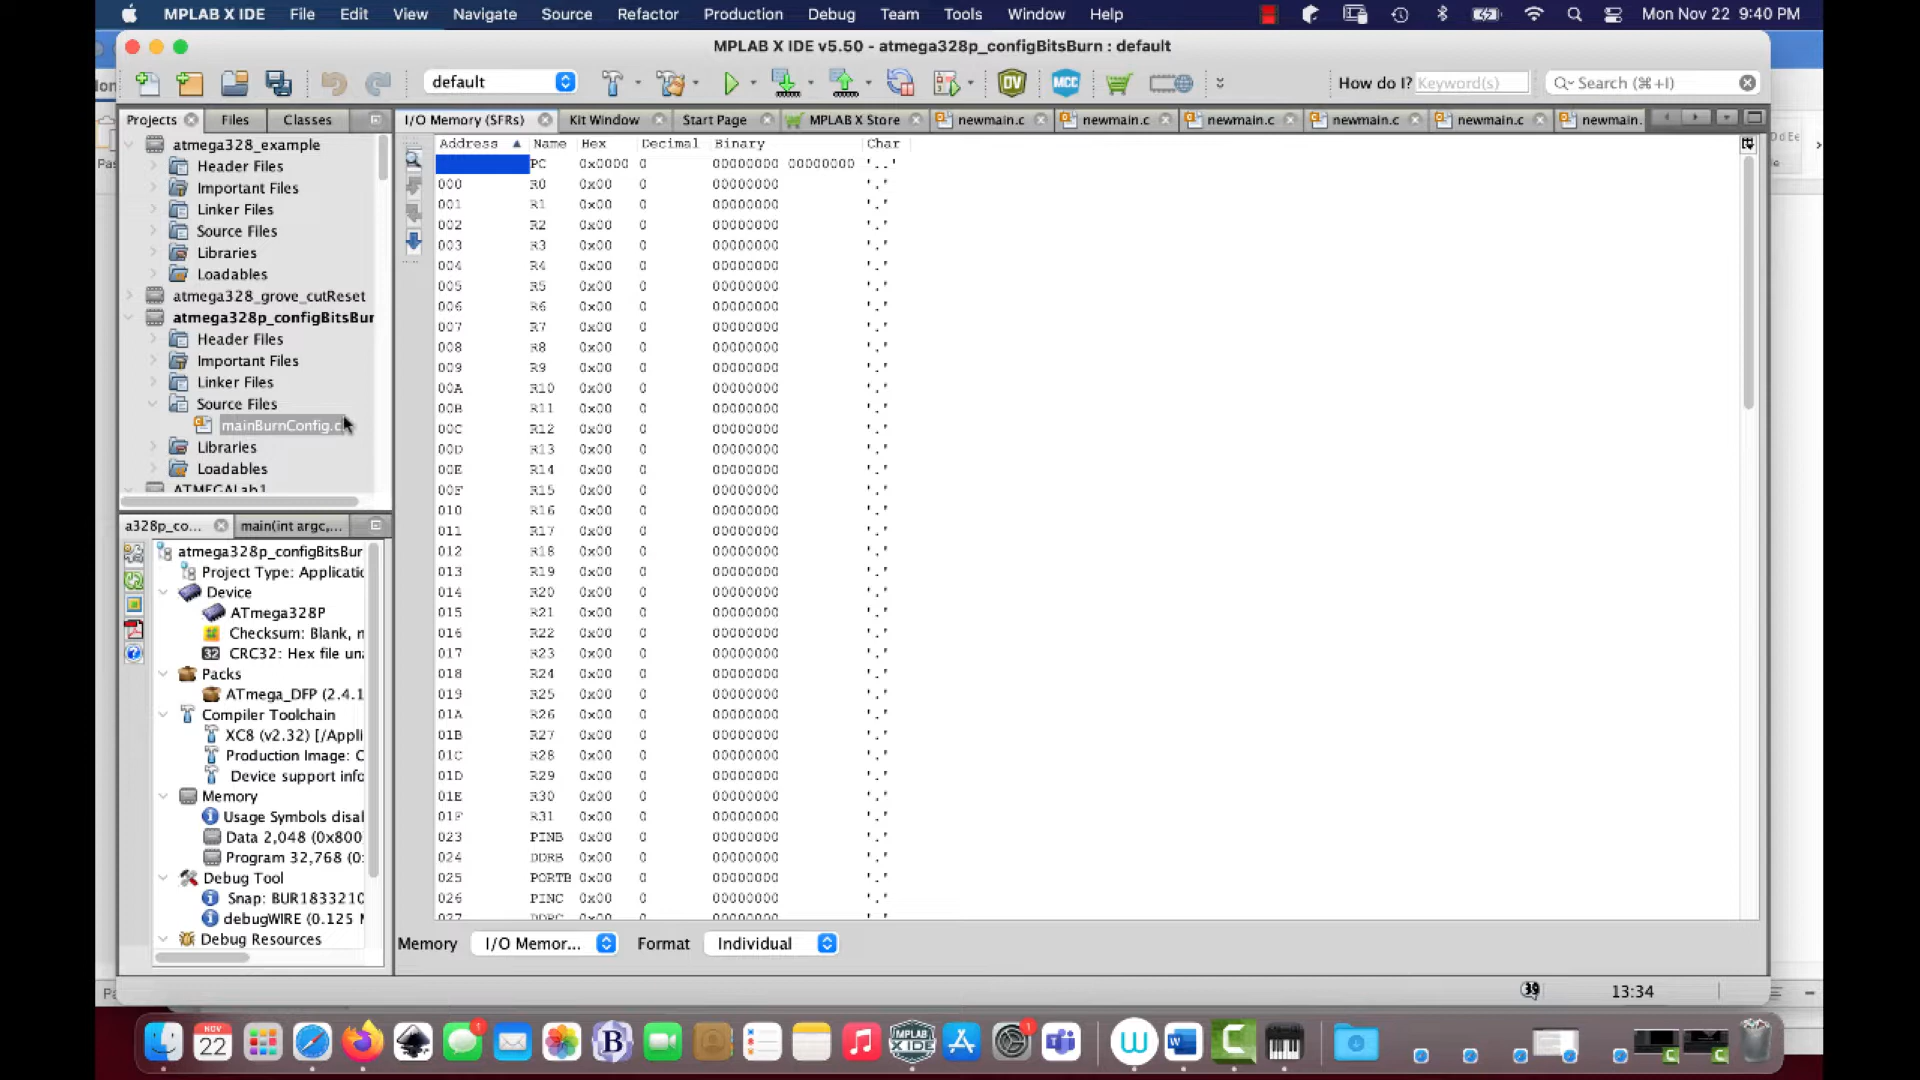 MPLAB X IDE File Edit View Navigate Source Refactor Production Debug Team Tools Window Help Mon Nov 22 9:40 PM
MPLAB X IDE v5.50 - atmega328p_configBitsBurn : default
default
DV MCC
How do I? Keyword(s) Search (⌘+I)
Projects Files Classes
I/O Memory (SFRs) Kit Window Start Page MPLAB X Store newmain.c newmain.c newmain.c newmain.c newmain.c newmain.
atmega328_example
Header Files
Important Files
Linker Files
Source Files
Libraries
Loadables
atmega328_grove_cutReset
atmega328p_configBitsBur
Header Files
Important Files
Linker Files
Source Files
mainBurnConfig.c
Libraries
Loadables
ATMEGALab1
a328p_co... main(int argc,...
atmega328p_configBitsBur
Project Type: Applicatio
Device
ATmega328P
Checksum: Blank, n
CRC32: Hex file una
Packs
ATmega_DFP (2.4.1
Compiler Toolchain
XC8 (v2.32) [/Appli
Production Image: C
Device support info
Memory
Usage Symbols disal
Data 2,048 (0x800
Program 32,768 (0:
Debug Tool
Snap: BUR1833210
debugWIRE (0.125 M
Debug Resources
Address Name Hex Decimal Binary Char
PC 0x0000 0 00000000 00000000 '..'
000 R0 0x00 0 00000000 '.'
001 R1 0x00 0 00000000 '.'
002 R2 0x00 0 00000000 '.'
003 R3 0x00 0 00000000 '.'
004 R4 0x00 0 00000000 '.'
005 R5 0x00 0 00000000 '.'
006 R6 0x00 0 00000000 '.'
007 R7 0x00 0 00000000 '.'
008 R8 0x00 0 00000000 '.'
009 R9 0x00 0 00000000 '.'
00A R10 0x00 0 00000000 '.'
00B R11 0x00 0 00000000 '.'
00C R12 0x00 0 00000000 '.'
00D R13 0x00 0 00000000 '.'
00E R14 0x00 0 00000000 '.'
00F R15 0x00 0 00000000 '.'
010 R16 0x00 0 00000000 '.'
011 R17 0x00 0 00000000 '.'
012 R18 0x00 0 00000000 '.'
013 R19 0x00 0 00000000 '.'
014 R20 0x00 0 00000000 '.'
015 R21 0x00 0 00000000 '.'
016 R22 0x00 0 00000000 '.'
017 R23 0x00 0 00000000 '.'
018 R24 0x00 0 00000000 '.'
019 R25 0x00 0 00000000 '.'
01A R26 0x00 0 00000000 '.'
01B R27 0x00 0 00000000 '.'
01C R28 0x00 0 00000000 '.'
01D R29 0x00 0 00000000 '.'
01E R30 0x00 0 00000000 '.'
01F R31 0x00 0 00000000 '.'
023 PINB 0x00 0 00000000 '.'
024 DDRB 0x00 0 00000000 '.'
025 PORTB 0x00 0 00000000 '.'
026 PINC 0x00 0 00000000 '.'
027 DDRC 0x00 0 00000000 '.'
Memory I/O Memor... Format Individual
39 13:34
NOV
22
MPLAB
X IDE